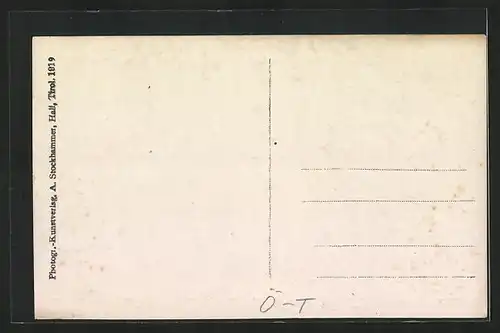 Photogr.-Kunstverlag, A. Stockhammer, Hall, Tirol. 1919
Ö-T